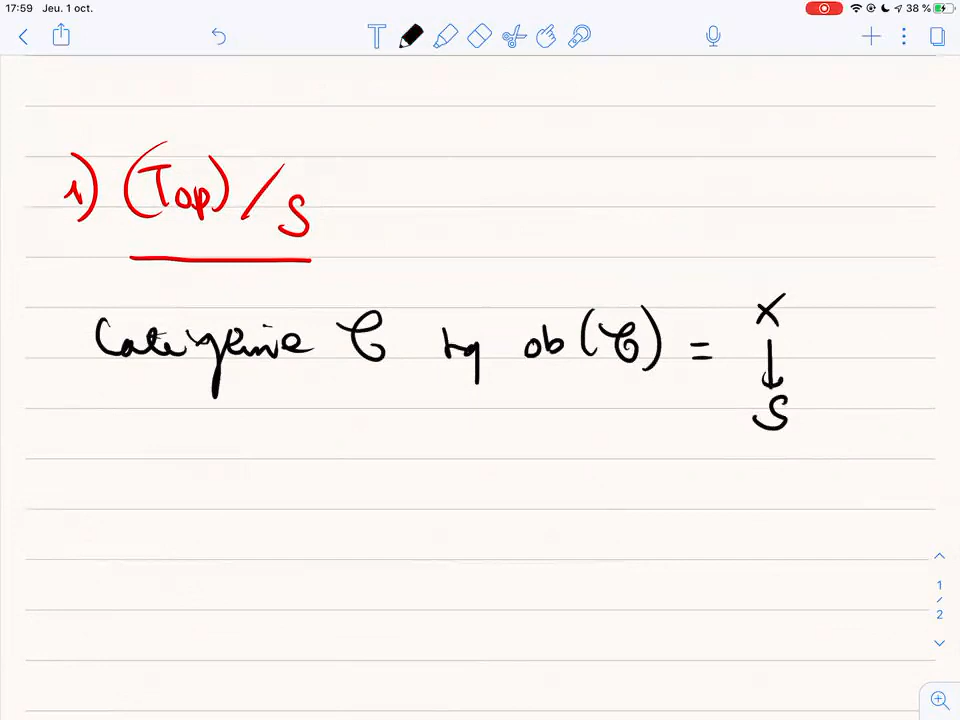 17:59 Jeu. 1 oct. 38 %
T
1) (Top)/S
Catégorie C tq ob(C) = X ↓ S
1
/
2